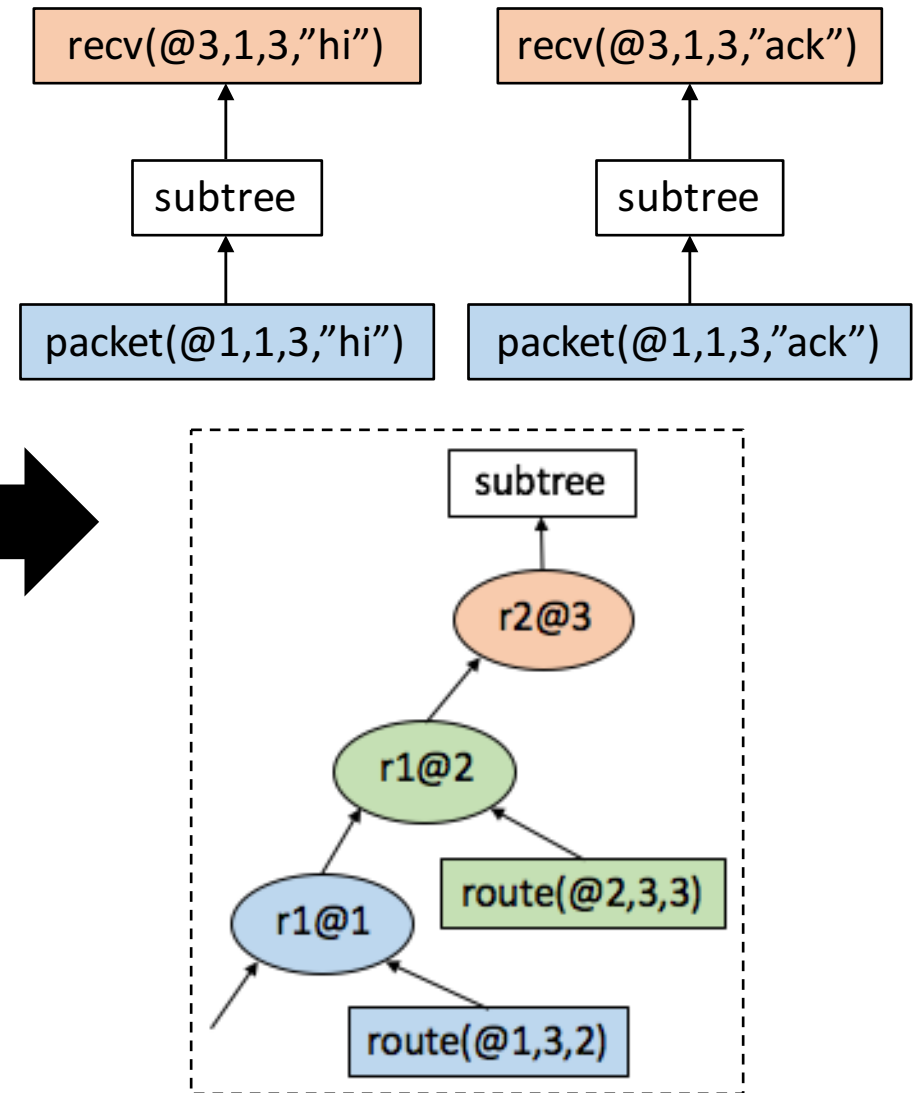 recv(@3,1,3,"hi")
recv(@3,1,3,”ack”)
subtree
subtree
packet(@1,1,3,”hi”)
packet(@1,1,3,”ack”)
subtree
r2@3
r1@2
route(@2,3,3)
r1@1
route(@1,3,2)